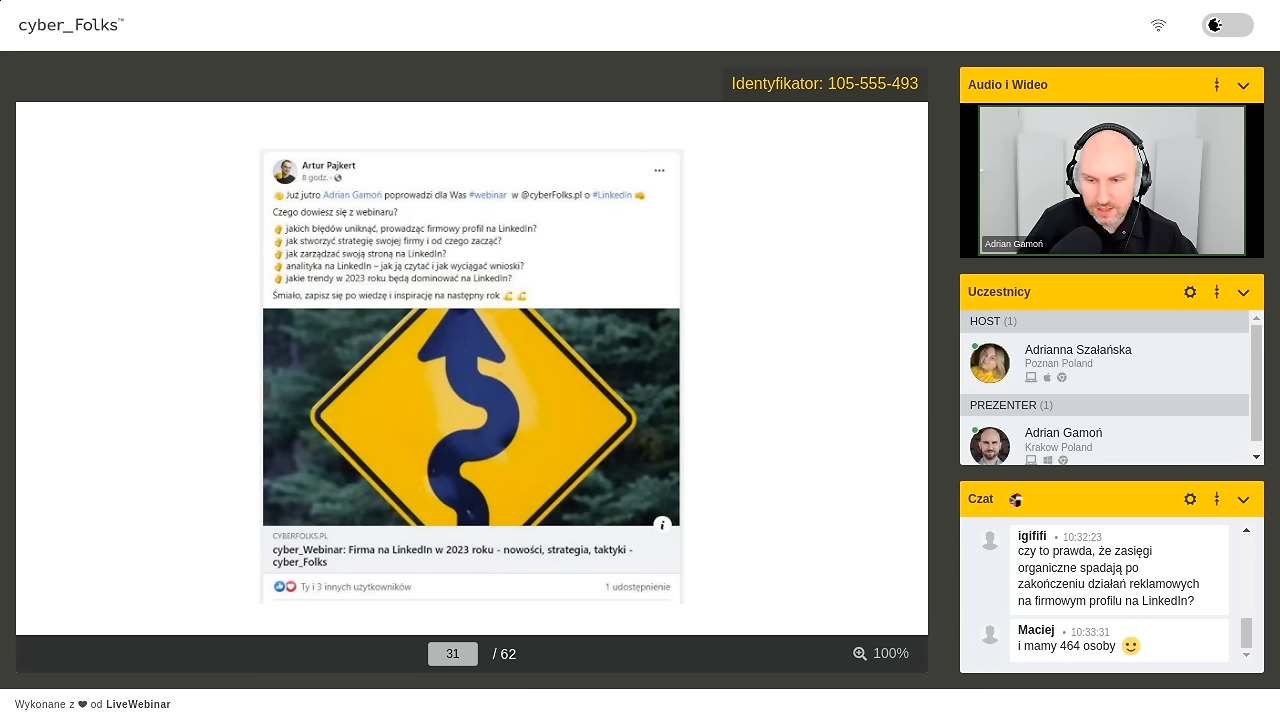 cyber_Folks™
Identyfikator: 105-555-493
Artur Pajkert
8 godz. ·
Już jutro Adrian Gamoń poprowadzi dla Was #webinar w @cyberFolks.pl o #LinkedIn
Czego dowiesz się z webinaru?
jakich błędów uniknąć, prowadząc firmowy profil na LinkedIn?
jak stworzyć strategię swojej firmy i od czego zacząć?
jak zarządzać swoją stroną na LinkedIn?
analityka na LinkedIn – jak ją czytać i jak wyciągać wnioski?
jakie trendy w 2023 roku będą dominować na LinkedIn?
Śmiało, zapisz się po wiedzę i inspirację na następny rok
i
CYBERFOLKS.PL
cyber_Webinar: Firma na LinkedIn w 2023 roku - nowości, strategia, taktyki -
cyber_Folks
Ty i 3 innych użytkowników 1 udostępnienie
31 / 62
100%
Audio i Wideo
Adrian Gamoń
Uczestnicy
HOST (1)
Adrianna Szałańska
Poznan Poland
PREZENTER (1)
Adrian Gamoń
Krakow Poland
Czat
igififi • 10:32:23
czy to prawda, że zasięgi
organiczne spadają po
zakończeniu działań reklamowych
na firmowym profilu na LinkedIn?
Maciej • 10:33:31
i mamy 464 osoby 🙂
Wykonane z ❤ od LiveWebinar